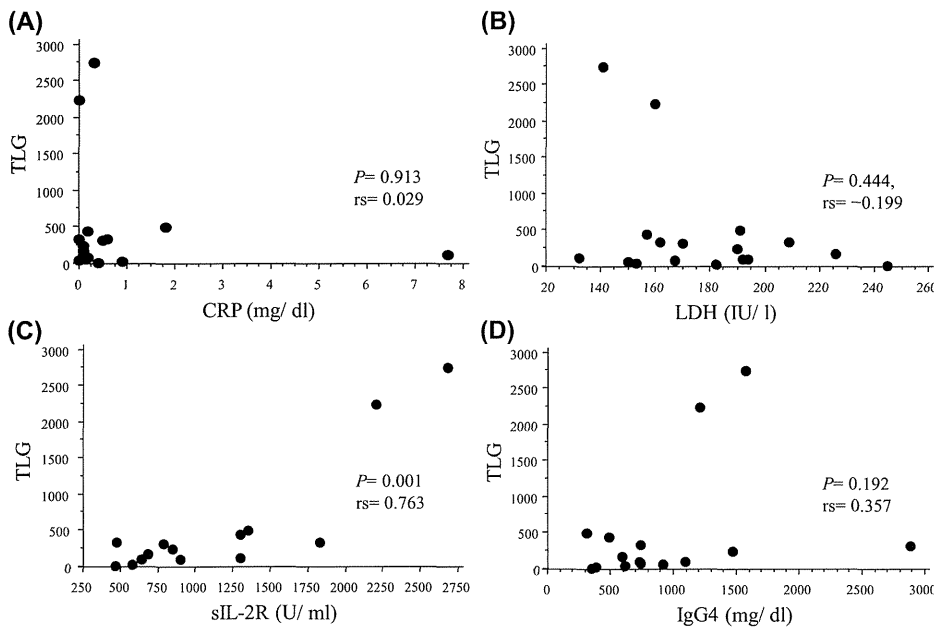 (A)
3000
2500
2000
1500
1000
500
0
TLG
P= 0.913
rs= 0.029
0 1 2 3 4 5 6 7 8
CRP (mg/ dl)
(B)
3000
2500
2000
1500
1000
500
0
TLG
P= 0.444,
rs= −0.199
20 140 160 180 200 220 240 260
LDH (IU/ l)
(C)
3000
2500
2000
1500
1000
500
0
TLG
P= 0.001
rs= 0.763
250 500 750 1000 1250 1500 1750 2000 2250 2500 2750
sIL-2R (U/ ml)
(D)
3000
2500
2000
1500
1000
500
0
TLG
P= 0.192
rs= 0.357
0 500 1000 1500 2000 2500 3000
IgG4 (mg/ dl)